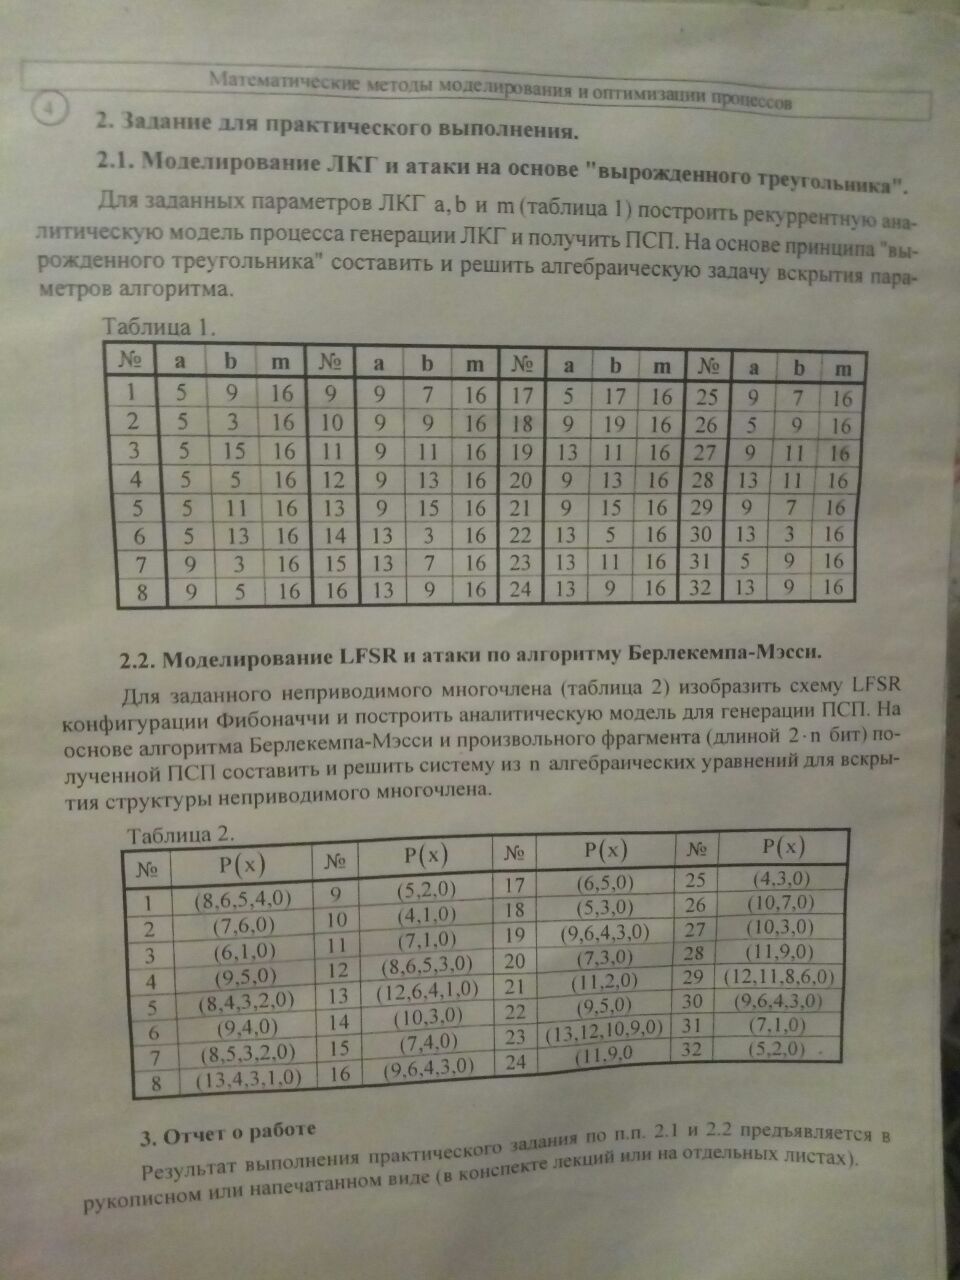 Математические методы моделирования и оптимизации процессов
4
2. Задание для практического выполнения.
2.1. Моделирование ЛКГ и атаки на основе "вырожденного треугольника".
Для заданных параметров ЛКГ a, b и m (таблица 1) построить рекуррентную ана-
литическую модель процесса генерации ЛКГ и получить ПСП. На основе принципа "вы-
рожденного треугольника" составить и решить алгебраическую задачу вскрытия пара-
метров алгоритма.
Таблица 1.
№ a b m № a b m № a b m № a b m
1 5 9 16 9 9 7 16 17 5 17 16 25 9 7 16
2 5 3 16 10 9 9 16 18 9 19 16 26 5 9 16
3 5 15 16 11 9 11 16 19 13 11 16 27 9 11 16
4 5 5 16 12 9 13 16 20 9 13 16 28 13 11 16
5 5 11 16 13 9 15 16 21 9 15 16 29 9 7 16
6 5 13 16 14 13 3 16 22 13 5 16 30 13 3 16
7 9 3 16 15 13 7 16 23 13 11 16 31 5 9 16
8 9 5 16 16 13 9 16 24 13 9 16 32 13 9 16
2.2. Моделирование LFSR и атаки по алгоритму Берлекемпа-Мэсси.
Для заданного неприводимого многочлена (таблица 2) изобразить схему LFSR
конфигурации Фибоначчи и построить аналитическую модель для генерации ПСП. На
основе алгоритма Берлекемпа-Мэсси и произвольного фрагмента (длиной 2·n бит) по-
лученной ПСП составить и решить систему из n алгебраических уравнений для вскры-
тия структуры неприводимого многочлена.
Таблица 2.
№ P(x) № P(x) № P(x) № P(x)
1 (8,6,5,4,0) 9 (5,2,0) 17 (6,5,0) 25 (4,3,0)
2 (7,6,0) 10 (4,1,0) 18 (5,3,0) 26 (10,7,0)
3 (6,1,0) 11 (7,1,0) 19 (9,6,4,3,0) 27 (10,3,0)
4 (9,5,0) 12 (8,6,5,3,0) 20 (7,3,0) 28 (11,9,0)
5 (8,4,3,2,0) 13 (12,6,4,1,0) 21 (11,2,0) 29 (12,11,8,6,0)
6 (9,4,0) 14 (10,3,0) 22 (9,5,0) 30 (9,6,4,3,0)
7 (8,5,3,2,0) 15 (7,4,0) 23 (13,12,10,9,0) 31 (7,1,0)
8 (13,4,3,1,0) 16 (9,6,4,3,0) 24 (11,9,0 32 (5,2,0)
3. Отчет о работе
Результат выполнения практического задания по п.п. 2.1 и 2.2 предъявляется в
рукописном или напечатанном виде (в конспекте лекций или на отдельных листах).